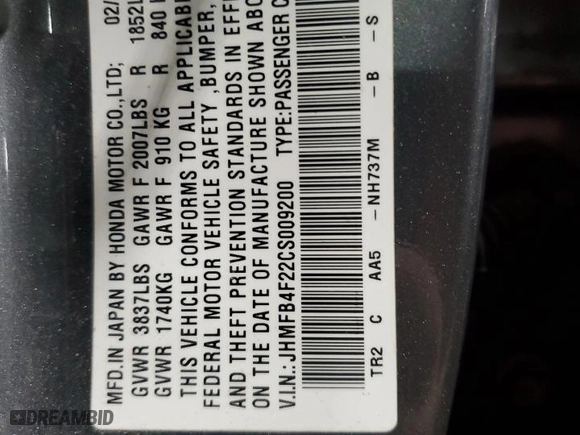 MFD.IN JAPAN BY HONDA MOTOR CO.,LTD; 02/
GVWR 3837LBS GAWR F 2007LBS R 1852L
GVWR 1740KG GAWR F 910 KG R 840
THIS VEHICLE CONFORMS TO ALL APPLICAB
FEDERAL MOTOR VEHICLE SAFETY ,BUMPER,
AND THEFT PREVENTION STANDARDS IN EFF
ON THE DATE OF MANUFACTURE SHOWN ABO
V.I.N.: JHMFB4F22CS009200 TYPE:PASSENGER C
TR2 C AA5 -NH737M -B -S
DREAMBID